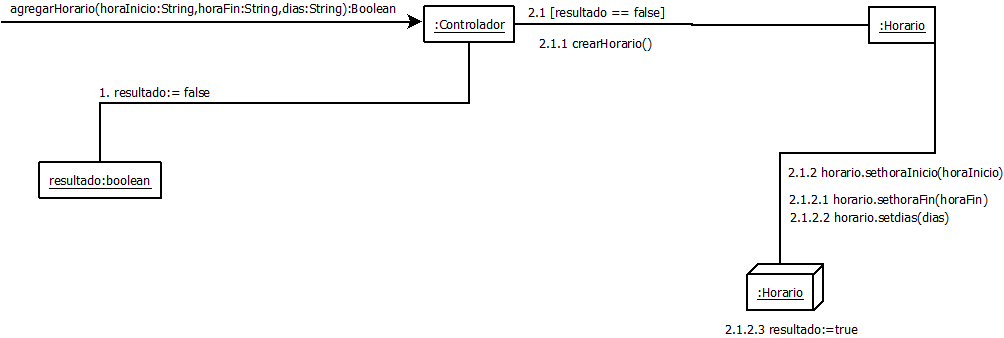 agregarHorario(horaInicio:String,horaFin:String,dias:String):Boolean
:Controlador
2.1 [resultado == false]
2.1.1 crearHorario()
:Horario
1. resultado:= false
resultado:boolean
2.1.2 horario.sethoraInicio(horaInicio)
2.1.2.1 horario.sethoraFin(horaFin)
2.1.2.2 horario.setdias(dias)
:Horario
2.1.2.3 resultado:=true